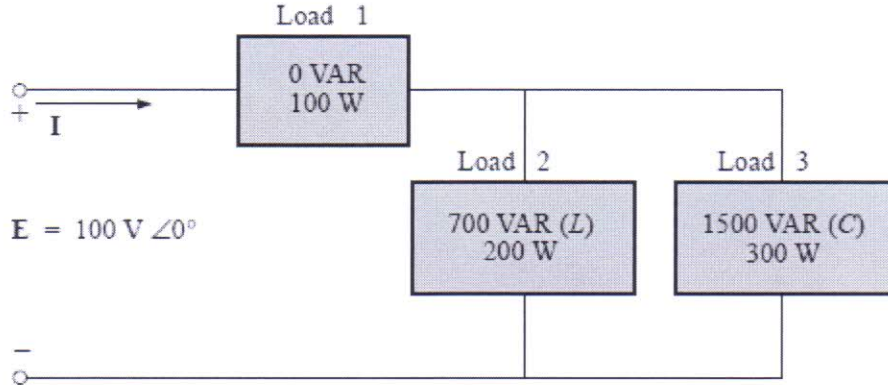 Load 1
0 VAR
100 W
+
I
Load 2
Load 3
E = 100 V ∠0°
700 VAR (L)
200 W
1500 VAR (C)
300 W
−